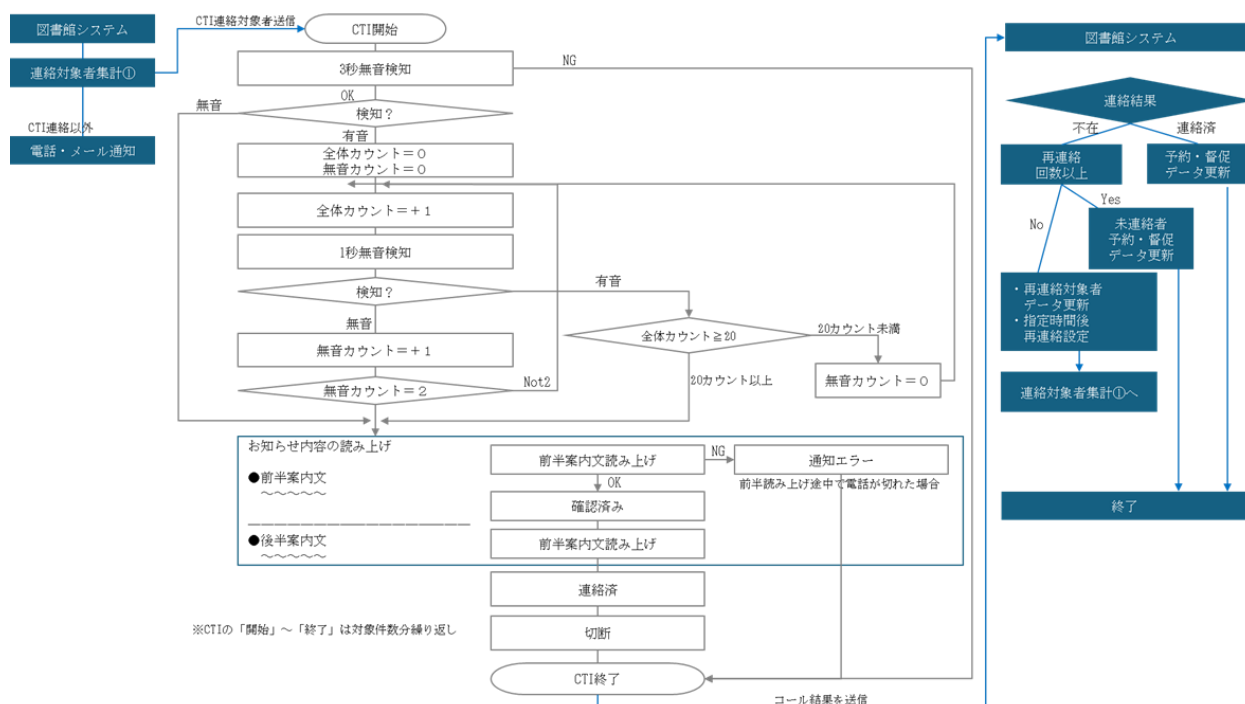 図書館システム
連絡対象者集計①
CTI連絡以外
電話・メール通知
CTI連絡対象者送信
CTI開始
3秒無音検知
NG
OK
無音
検知?
有音
全体カウント=0
無音カウント=0
全体カウント=+1
1秒無音検知
検知?
有音
無音
全体カウント≧20
20カウント未満
無音カウント=+1
無音カウント=0
無音カウント=2
Not2
20カウント以上
お知らせ内容の読み上げ
●前半案内文
~~~~~
●後半案内文
~~~~~
前半案内文読み上げ
NG
通知エラー
前半読み上げ途中で電話が切れた場合
OK
確認済み
前半案内文読み上げ
連絡済
※CTIの「開始」~「終了」は対象件数分繰り返し
切断
CTI終了
コール結果を送信
図書館システム
連絡結果
不在
連絡済
再連絡
回数以上
予約・督促
データ更新
Yes
No
未連絡者
予約・督促
データ更新
・再連絡対象者
データ更新
・指定時間後
再連絡設定
連絡対象者集計①へ
終了